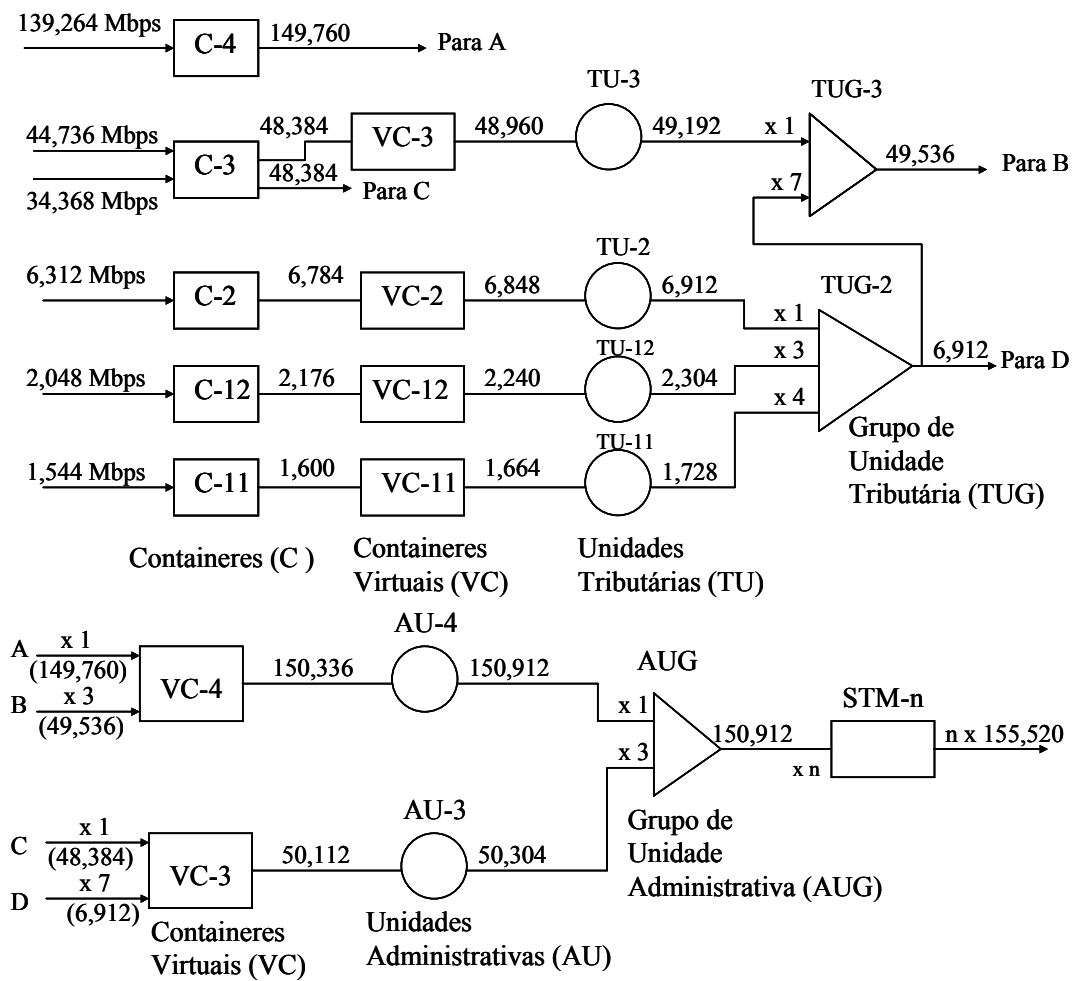 139,264 Mbps
C-4
149,760
Para A
TU-3
TUG-3
44,736 Mbps
C-3
48,384
VC-3
48,960
49,192
x 1
49,536
Para B
48,384
Para C
34,368 Mbps
x 7
TU-2
6,312 Mbps
C-2
6,784
VC-2
6,848
6,912
TUG-2
x 1
TU-12
x 3
6,912
Para D
2,048 Mbps
C-12
2,176
VC-12
2,240
2,304
x 4
TU-11
1,544 Mbps
C-11
1,600
VC-11
1,664
1,728
Grupo de
Unidade
Tributária (TUG)
Containeres (C )
Containeres
Virtuais (VC)
Unidades
Tributárias (TU)
A
x 1
(149,760)
B
x 3
(49,536)
VC-4
150,336
AU-4
150,912
AUG
x 1
x 3
150,912
x n
STM-n
n x 155,520
C
x 1
(48,384)
D
x 7
(6,912)
VC-3
50,112
AU-3
50,304
Grupo de
Unidade
Administrativa (AUG)
Containeres
Virtuais (VC)
Unidades
Administrativas (AU)